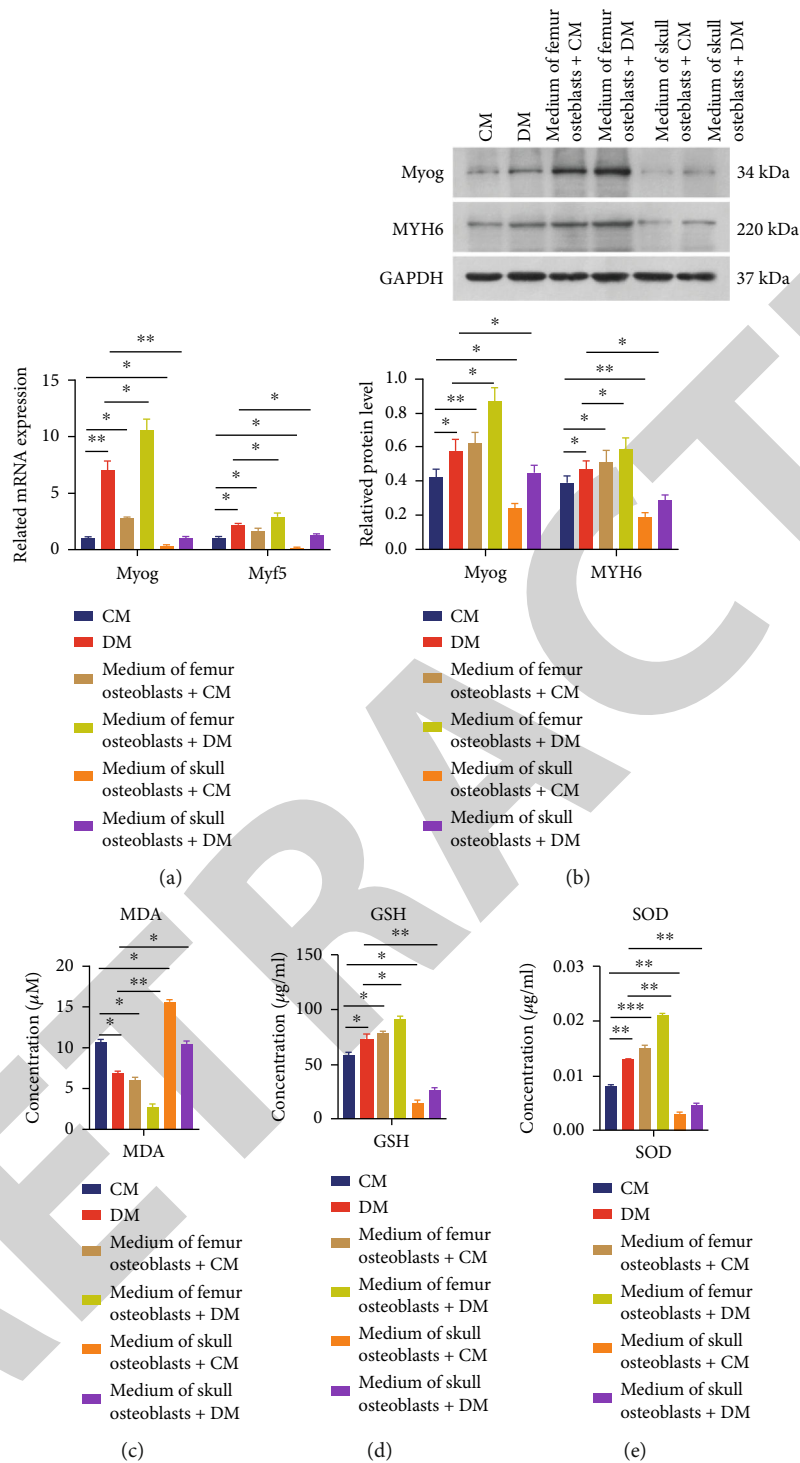 CM
DM
Medium of femur
osteblasts + CM
Medium of femur
osteblasts + DM
Medium of skull
osteblasts + CM
Medium of skull
osteblasts + DM
Myog
34 kDa
MYH6
220 kDa
GAPDH
37 kDa
Related mRNA expression
15
10
5
0
**
*
*
*
**
*
*
*
*
*
Myog
Myf5
CM
DM
Medium of femur
osteoblasts + CM
Medium of femur
osteoblasts + DM
Medium of skull
osteoblasts + CM
Medium of skull
osteoblasts + DM
(a)
Relatived protein level
1.0
0.8
0.6
0.4
0.2
0.0
*
*
*
**
*
*
**
*
*
*
Myog
MYH6
CM
DM
Medium of femur
osteoblasts + CM
Medium of femur
osteoblasts + DM
Medium of skull
osteoblasts + CM
Medium of skull
osteoblasts + DM
(b)
MDA
Concentration (μM)
20
15
10
5
0
*
*
**
*
*
MDA
CM
DM
Medium of femur
osteoblasts + CM
Medium of femur
osteoblasts + DM
Medium of skull
osteoblasts + CM
Medium of skull
osteoblasts + DM
(c)
GSH
Concentration (μg/ml)
150
100
50
0
**
*
*
*
*
GSH
CM
DM
Medium of femur
osteoblasts + CM
Medium of femur
osteoblasts + DM
Medium of skull
osteoblasts + CM
Medium of skull
osteoblasts + DM
(d)
SOD
Concentration (μg/ml)
0.03
0.02
0.01
0.00
**
**
**
***
**
SOD
CM
DM
Medium of femur
osteoblasts + CM
Medium of femur
osteoblasts + DM
Medium of skull
osteoblasts + CM
Medium of skull
osteoblasts + DM
(e)
RETRACT